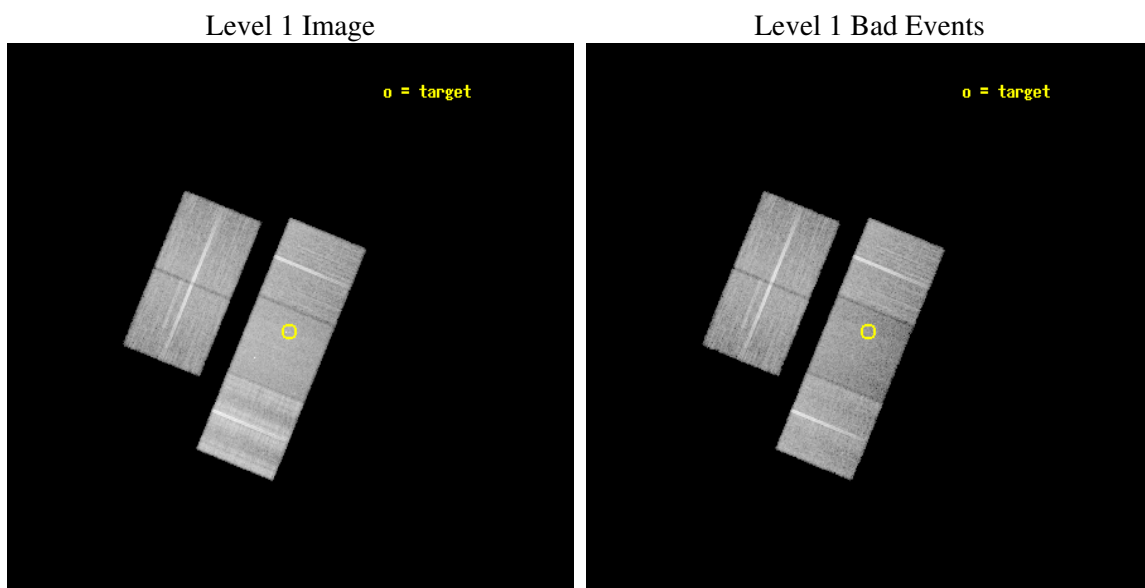 Level 1 Image
Level 1 Bad Events
o = target
o = target